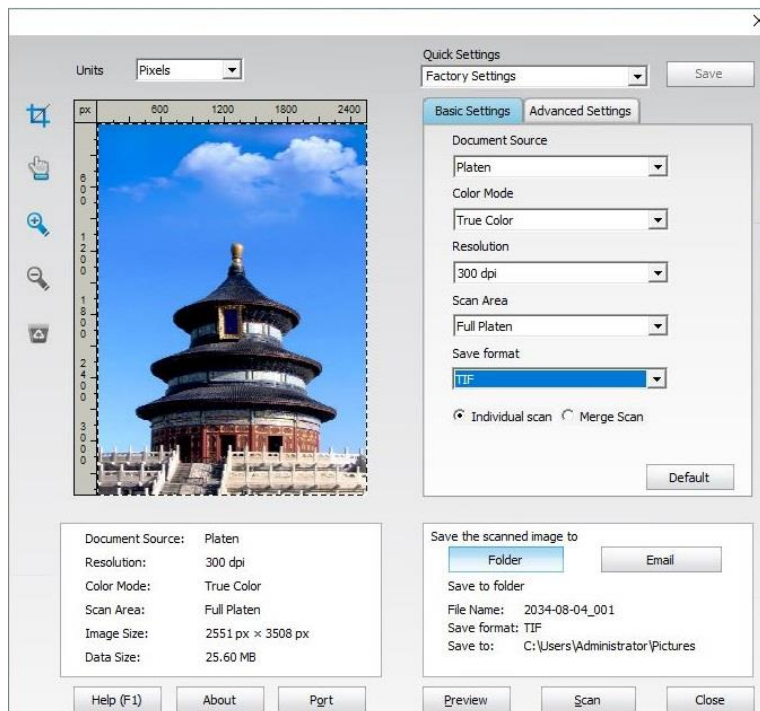 Units
Pixels
Quick Settings
Factory Settings
Save
px 600 1200 1800 2400
600
1200
1800
2400
3000
Basic Settings
Advanced Settings
Document Source
Platen
Color Mode
True Color
Resolution
300 dpi
Scan Area
Full Platen
Save format
TIF
Individual scan
Merge Scan
Default
Document Source: Platen
Resolution: 300 dpi
Color Mode: True Color
Scan Area: Full Platen
Image Size: 2551 px × 3508 px
Data Size: 25.60 MB
Save the scanned image to
Folder
Email
Save to folder
File Name: 2034-08-04_001
Save format: TIF
Save to: C:\Users\Administrator\Pictures
Help (F1)
About
Port
Preview
Scan
Close